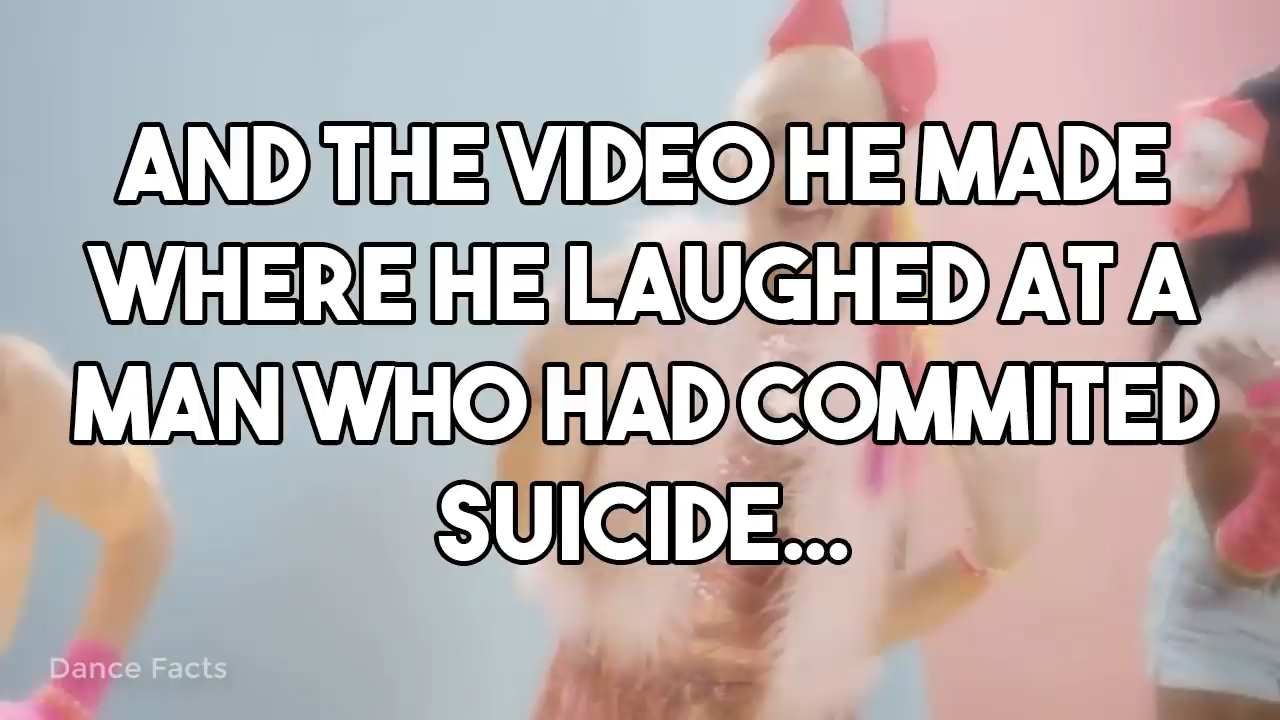 AND THE VIDEO HE MADE
WHERE HE LAUGHED AT A
MAN WHO HAD COMMITED
SUICIDE...
Dance Facts